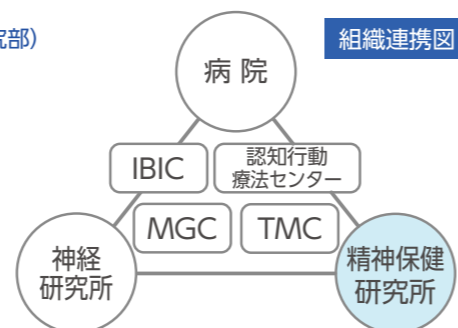 究部)
組織連携図
病院
IBIC
認知行動
療法センター
MGC
TMC
神経
研究所
精神保健
研究所